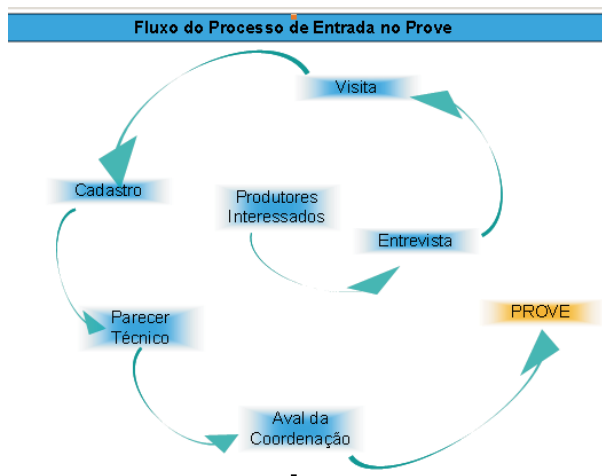 Fluxo do Processo de Entrada no Prove
Visita
Cadastro
Produtores
Interessados
Entrevista
Parecer
Técnico
PROVE
Aval da
Coordenação